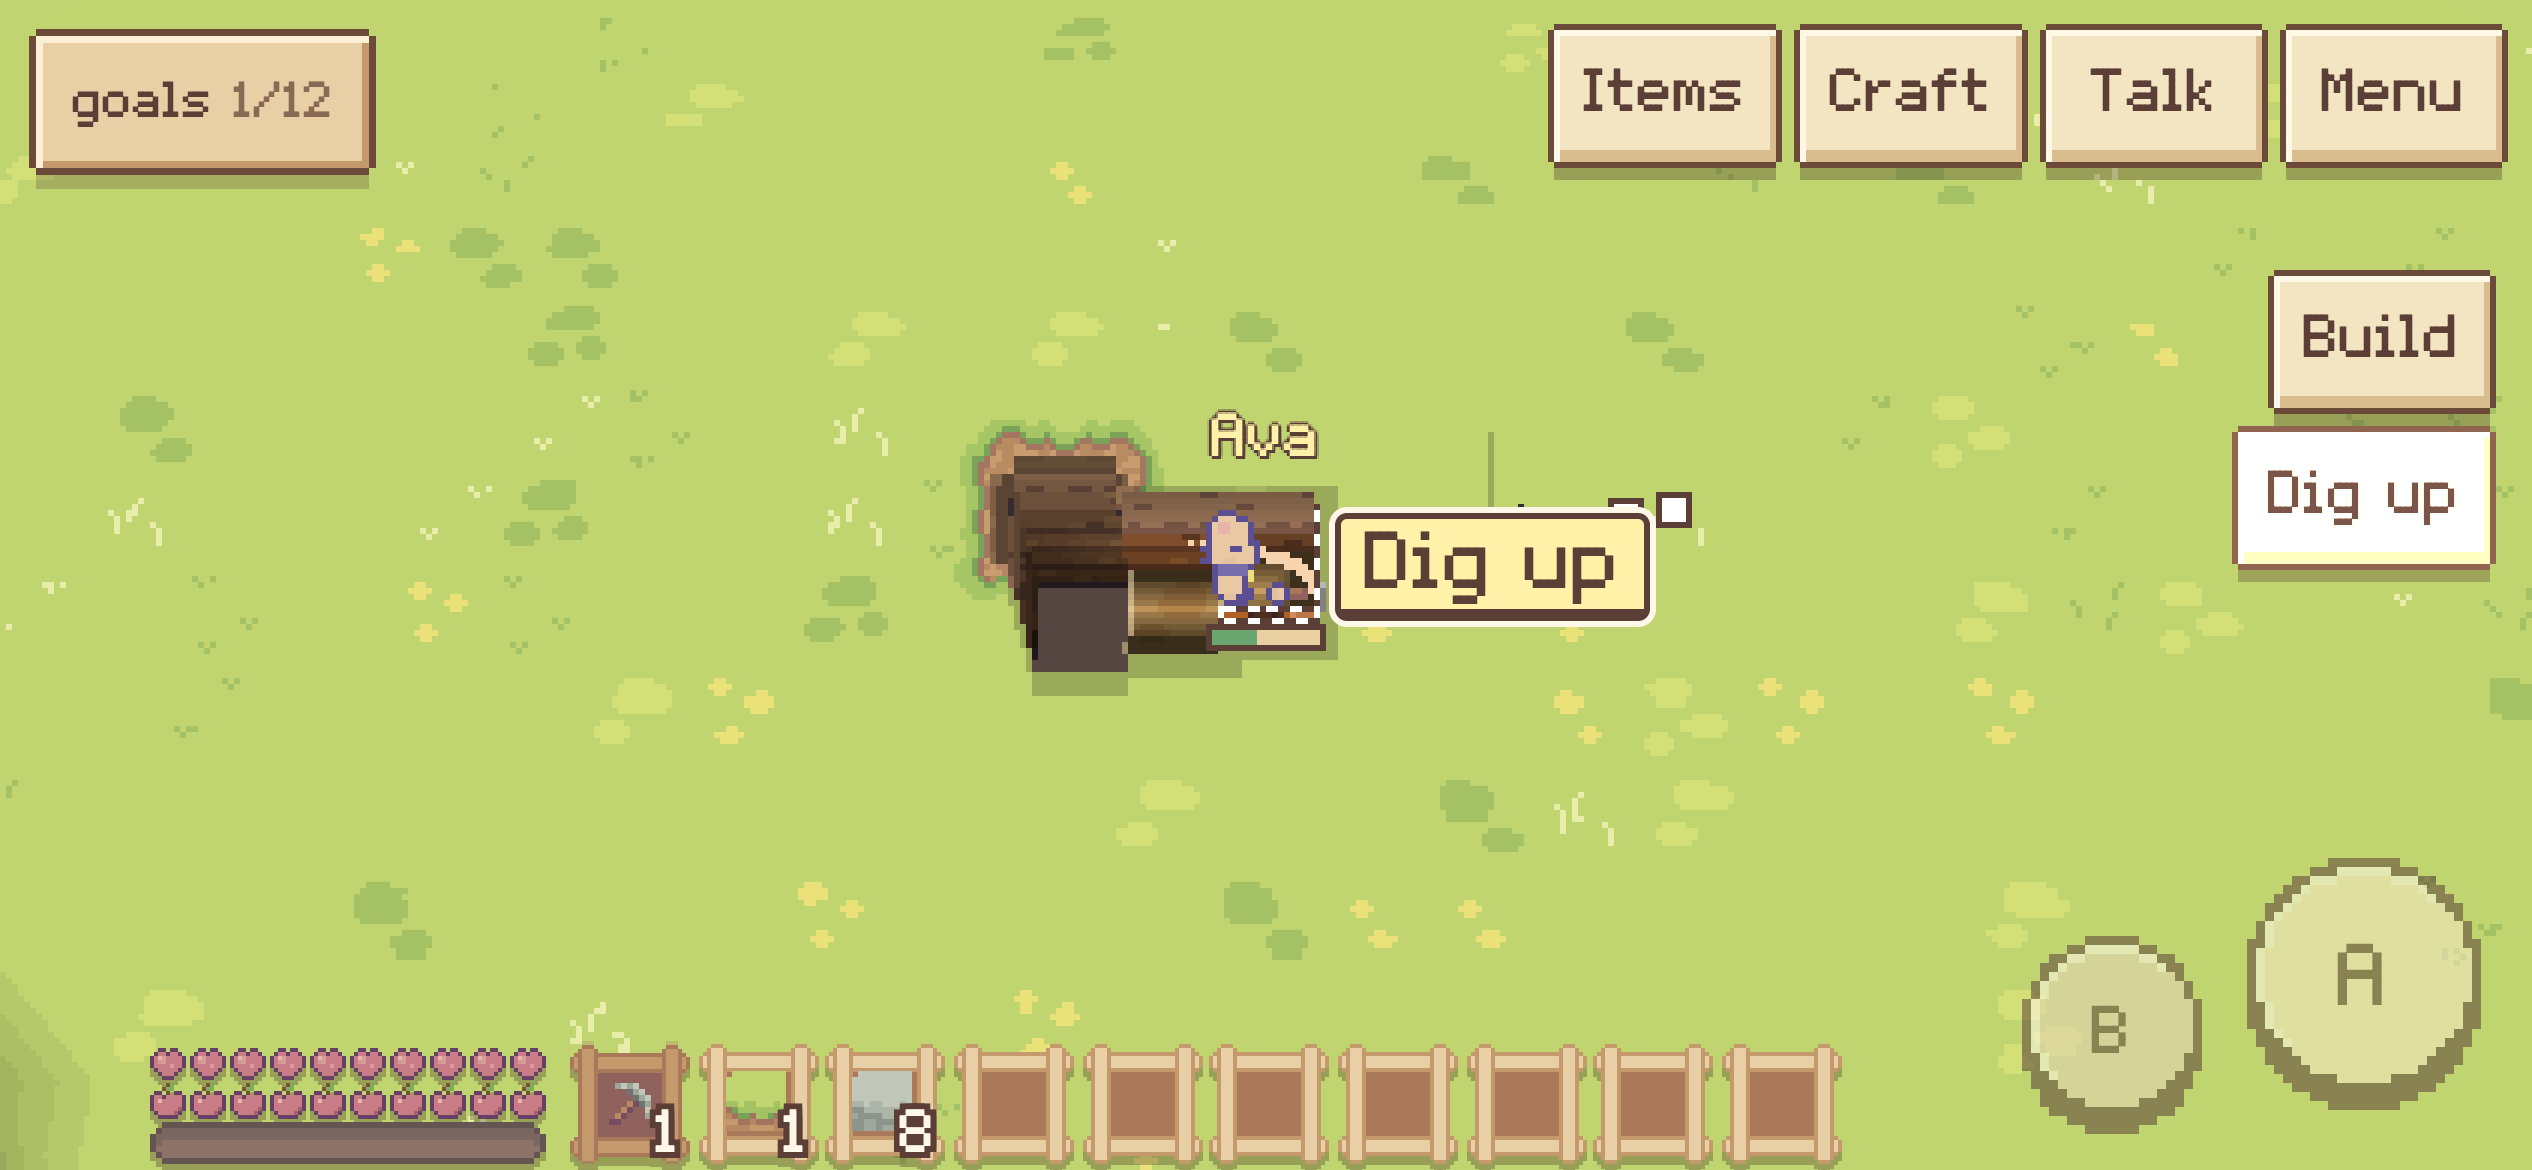 goals 1/12
Items
Craft
Talk
Menu
Build
Dig up
Ava
Dig up
A
B
1
1
8